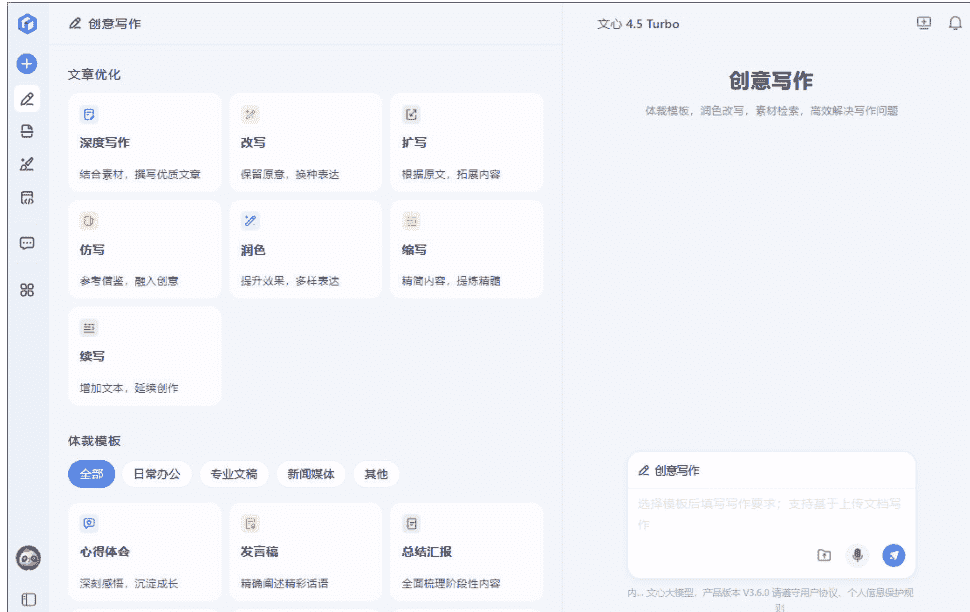 创意写作
文心 4.5 Turbo
文章优化
深度写作
结合素材，撰写优质文章
改写
保留原意，换种表达
扩写
根据原文，拓展内容
仿写
参考借鉴，融入创意
润色
提升效果，多样表达
缩写
精简内容，提炼精髓
续写
增加文本，延续创作
体裁模板
全部 日常办公 专业文稿 新闻媒体 其他
心得体会
深刻感悟，沉淀成长
发言稿
精确阐述精彩话语
总结汇报
全面梳理阶段性内容
创意写作
体裁模板，润色改写，素材检索，高效解决写作问题
创意写作
选择模板后填写写作要求；支持基于上传文档写
作
内... 文心大模型，产品版本 V3.6.0 请遵守用户协议、个人信息保护规
则